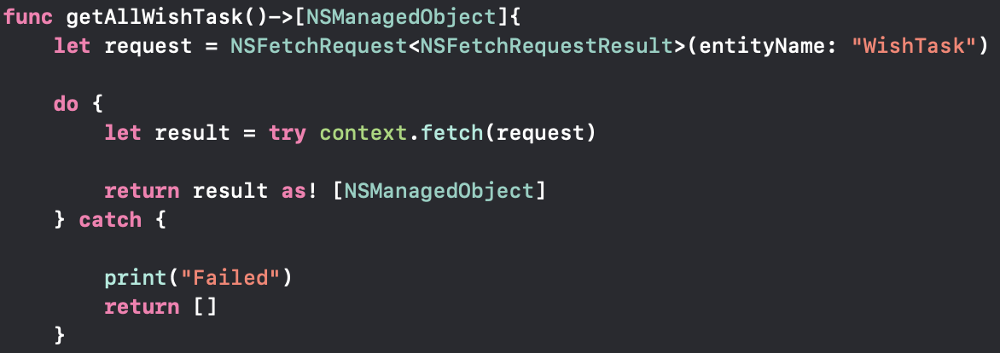 func getAllWishTask()->[NSManagedObject]{
    let request = NSFetchRequest<NSFetchRequestResult>(entityName: "WishTask")

    do {
        let result = try context.fetch(request)

        return result as! [NSManagedObject]
    } catch {

        print("Failed")
        return []
    }